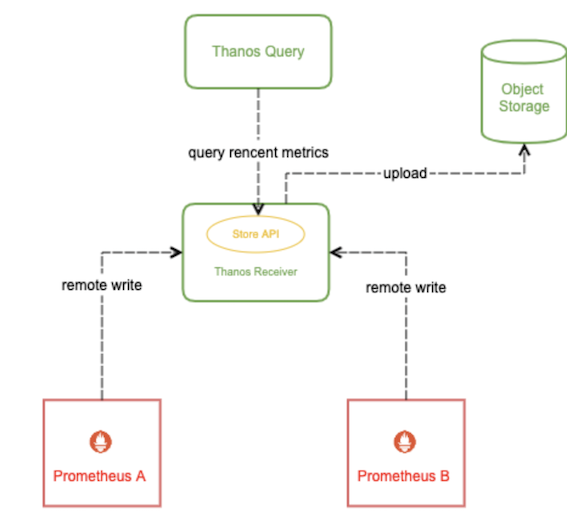 Thanos Query
Object
Storage
query rencent metrics
upload
Store API
Thanos Receiver
remote write
remote write
Prometheus A
Prometheus B